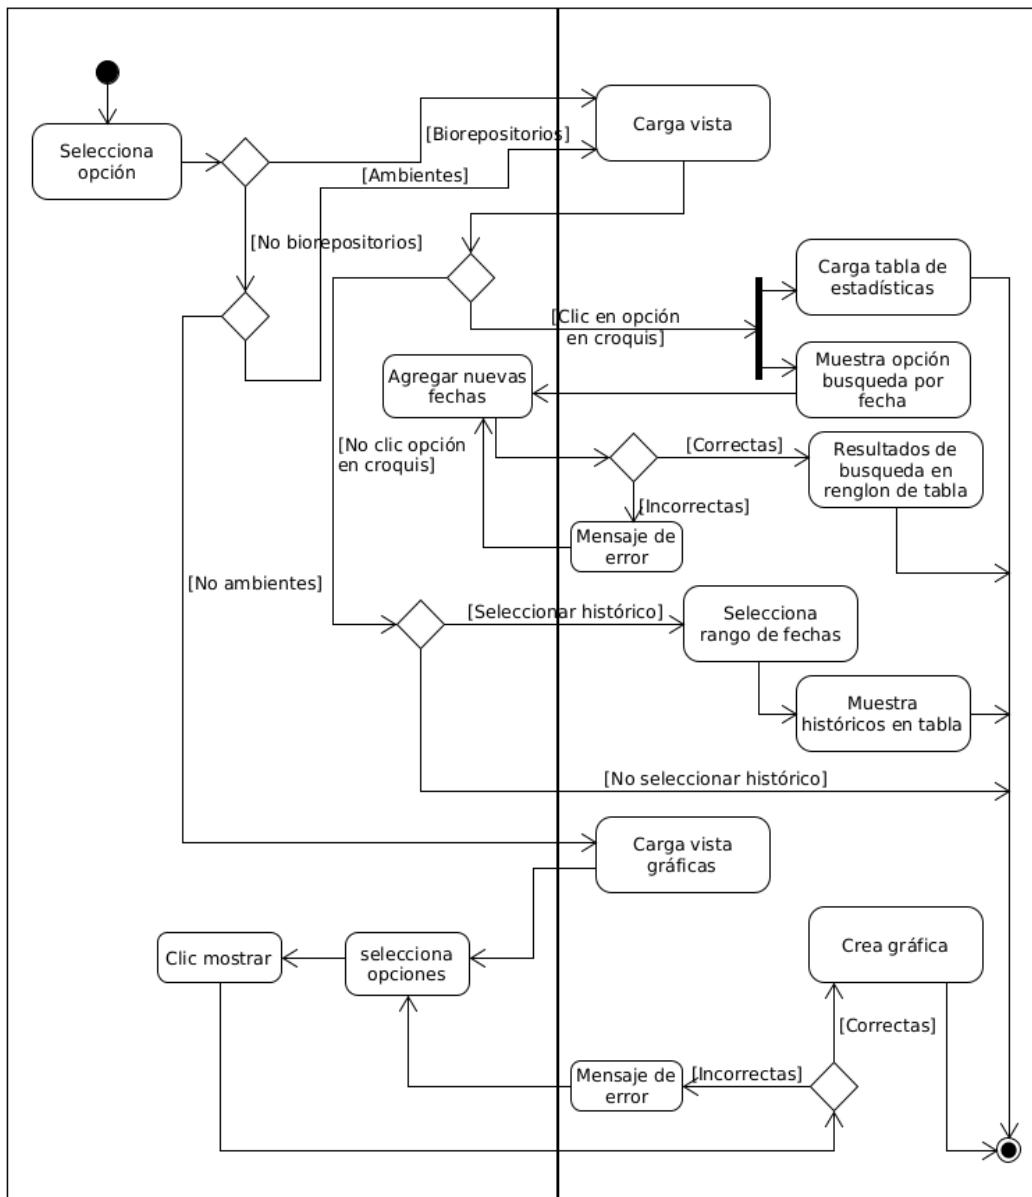 Selecciona
opción
[Biorepositorios]
Carga vista
[Ambientes]
[No biorepositorios]
Carga tabla de
estadísticas
[Clic en opción
en croquis]
Muestra opción
busqueda por
fecha
Agregar nuevas
fechas
[No clic opción
en croquis]
[Correctas]
Resultados de
busqueda en
renglon de tabla
[Incorrectas]
Mensaje de
error
[No ambientes]
[Seleccionar histórico]
Selecciona
rango de fechas
Muestra
históricos en tabla
[No seleccionar histórico]
Carga vista
gráficas
Clic mostrar
selecciona
opciones
Crea gráfica
[Correctas]
[Incorrectas]
Mensaje de
error